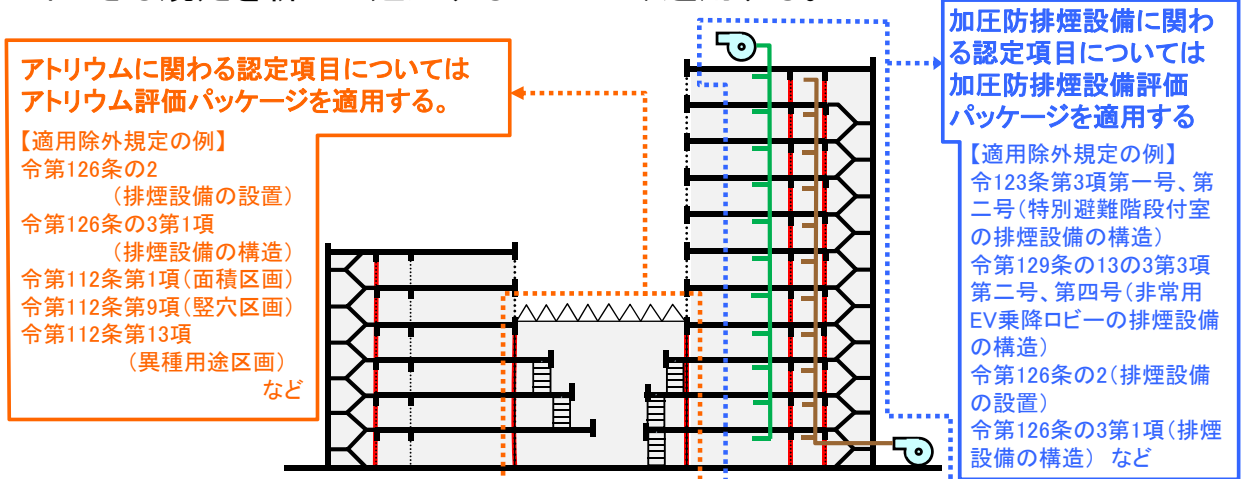 アトリウムに関わる認定項目については
アトリウム評価パッケージを適用する。
【適用除外規定の例】
令第126条の2
(排煙設備の設置)
令第126条の3第1項
(排煙設備の構造)
令第112条第1項(面積区画)
令第112条第9項(竪穴区画)
令第112条第13項
(異種用途区画)
など
加圧防排煙設備に関わ
る認定項目については
加圧防排煙設備評価
パッケージを適用する
【適用除外規定の例】
令123条第3項第一号、第
二号(特別避難階段付室
の排煙設備の構造)
令第129条の13の3第3項
第二号、第四号(非常用
EV乗降ロビーの排煙設備
の構造)
令第126条の2(排煙設備
の設置)
令第126条の3第1項(排煙
設備の構造) など